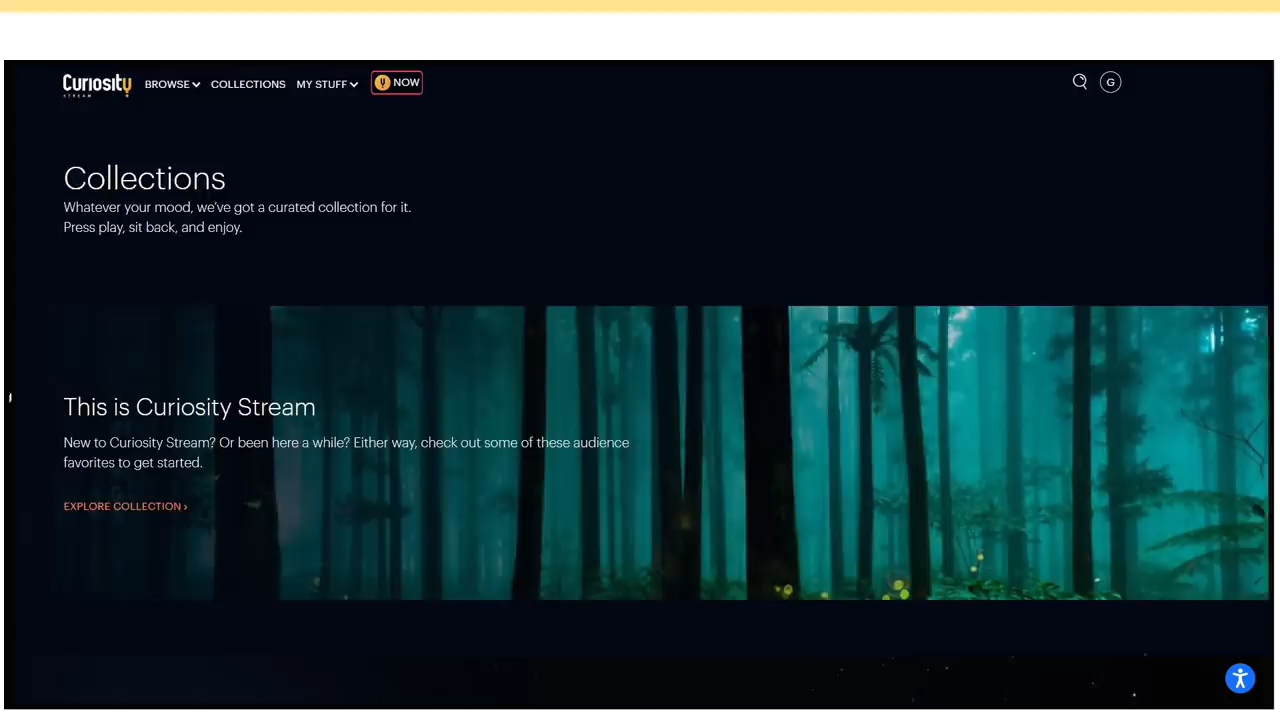 Curiosity
STREAM
BROWSE COLLECTIONS MY STUFF NOW
G
Collections
Whatever your mood, we've got a curated collection for it.
Press play, sit back, and enjoy.
This is Curiosity Stream
New to Curiosity Stream? Or been here a while? Either way, check out some of these audience
favorites to get started.
EXPLORE COLLECTION ›